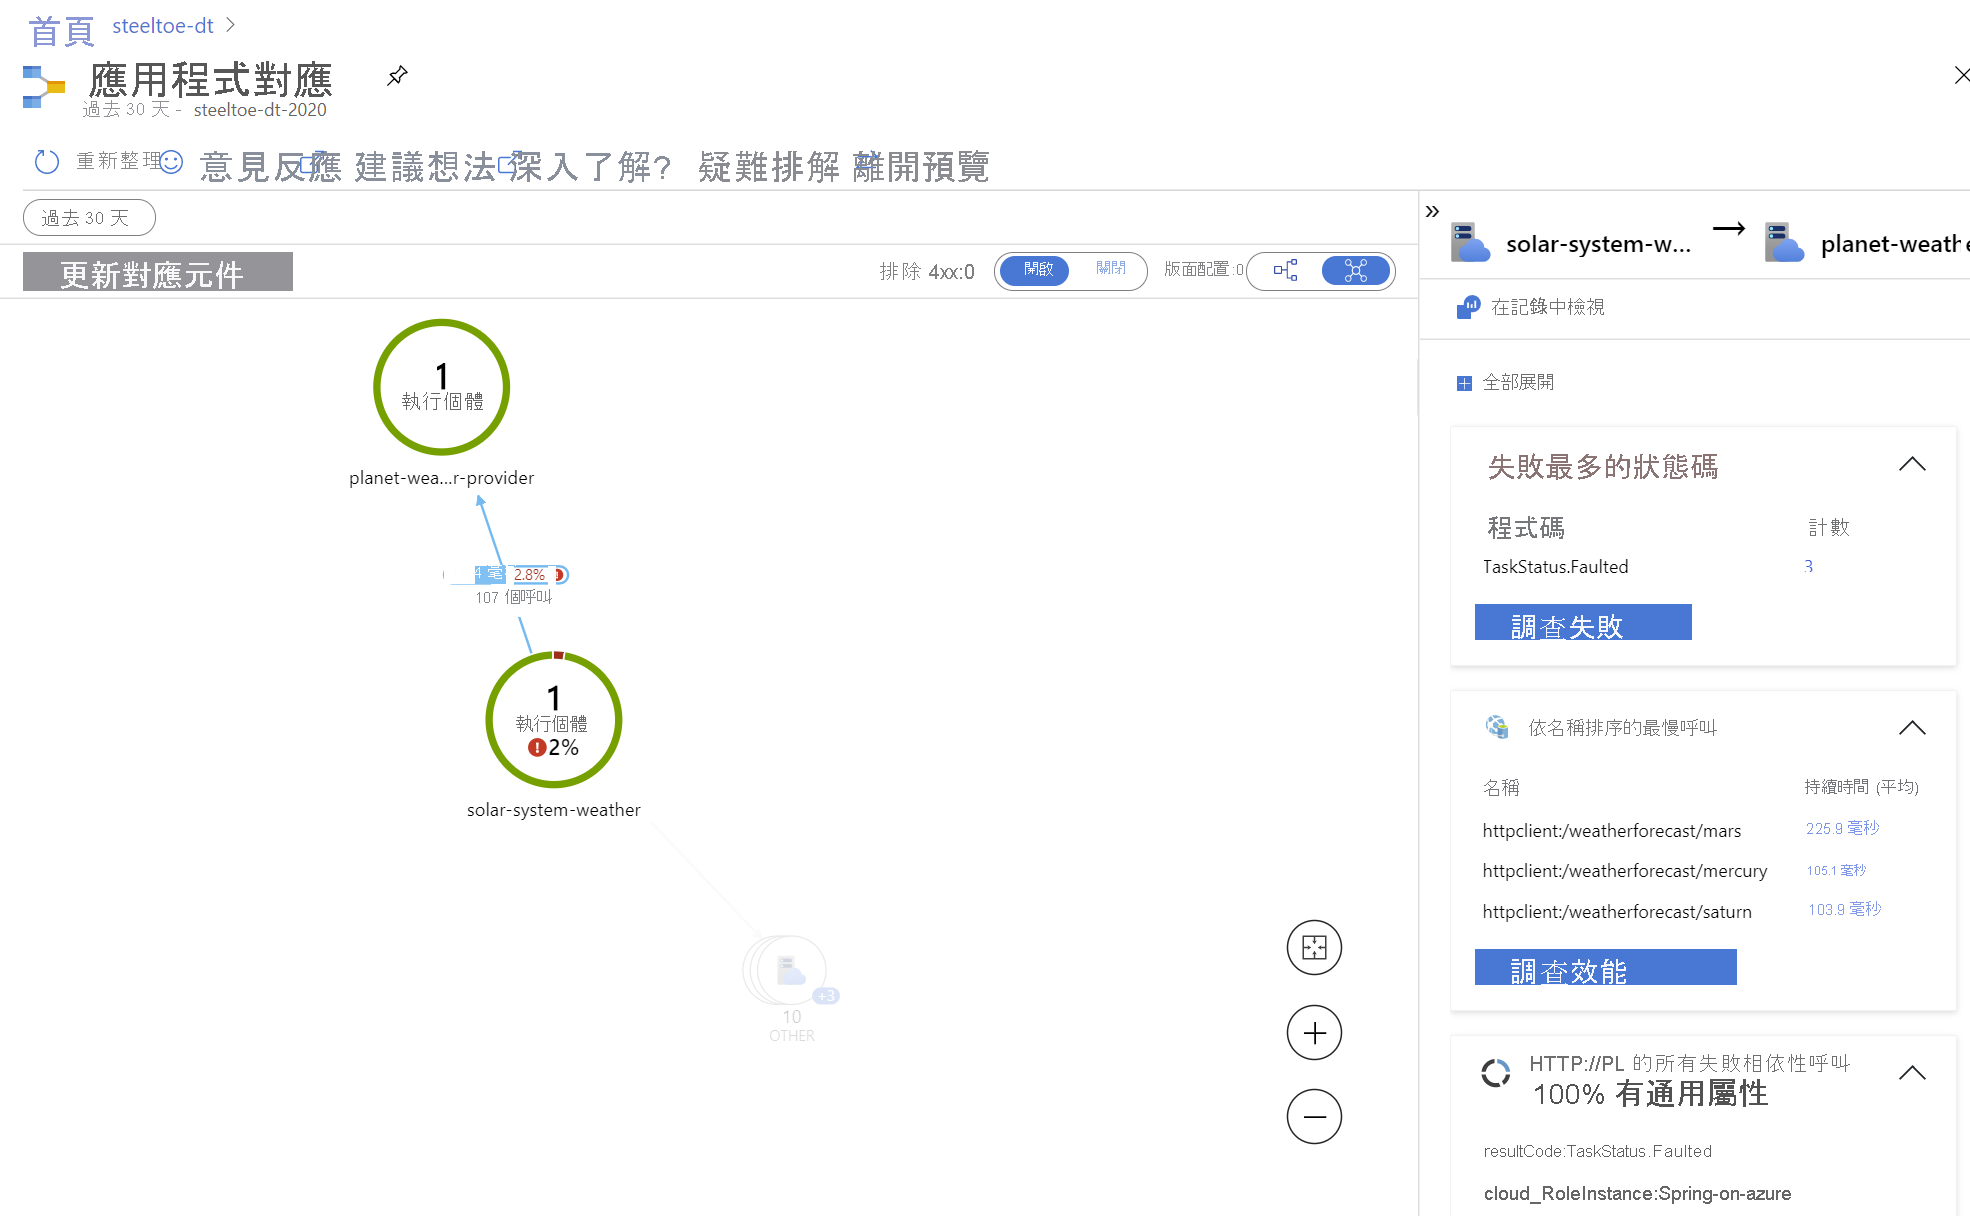 首頁 steeltoe-dt
應用程式對應
過去 30 天 - steeltoe-dt-2020
重新整理 意見反應 建議想法 深入了解? 疑難排解 離開預覽
過去 30 天
更新對應元件
排除 4xx:0 開啟 關閉 版面配置:0
1
執行個體
planet-wea...r-provider
2.8%
107 個呼叫
1
執行個體
2%
solar-system-weather
+3
10
OTHER
solar-system-w... → planet-weath
在記錄中檢視
全部展開
失敗最多的狀態碼
程式碼 計數
TaskStatus.Faulted 3
調查失敗
依名稱排序的最慢呼叫
名稱 持續時間 (平均)
httpclient:/weatherforecast/mars 225.9 毫秒
httpclient:/weatherforecast/mercury 105.1 毫秒
httpclient:/weatherforecast/saturn 103.9 毫秒
調查效能
HTTP://PL 的所有失敗相依性呼叫
100% 有通用屬性
resultCode:TaskStatus.Faulted
cloud_RoleInstance:Spring-on-azure